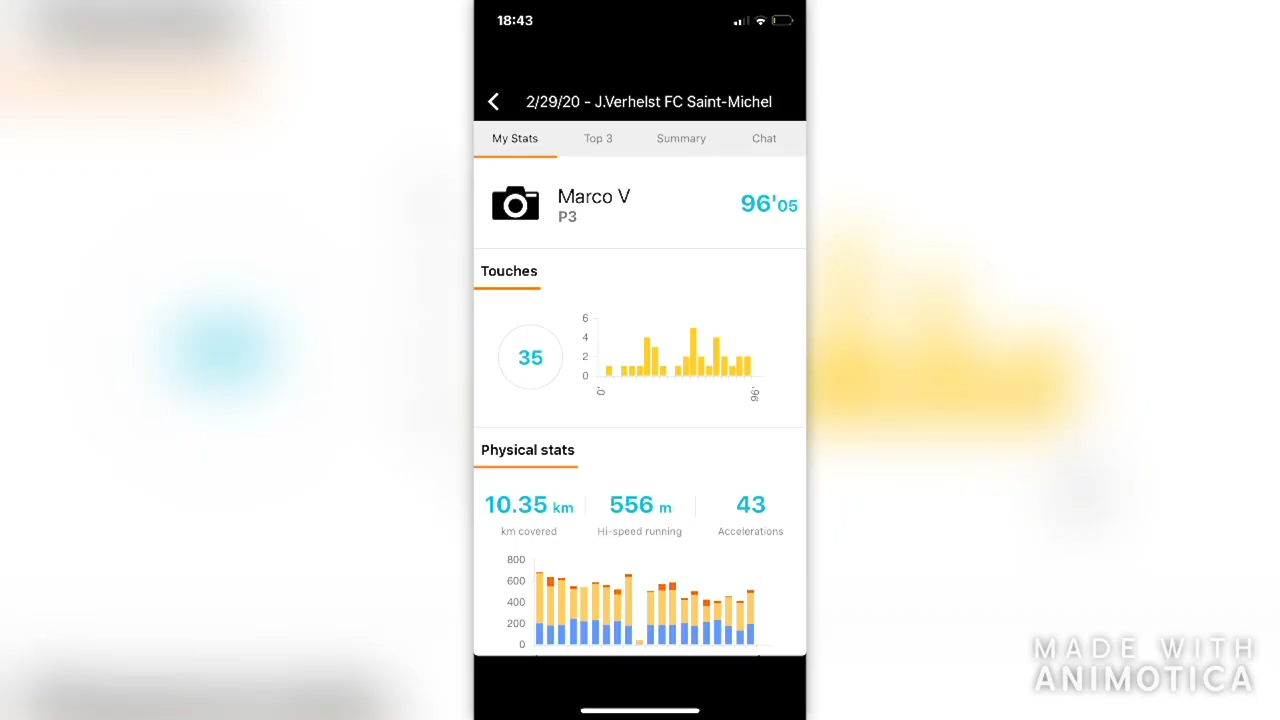 18:43
2/29/20 - J.Verhelst FC Saint-Michel
My Stats Top 3 Summary Chat
Marco V
P3
96'05
Touches
6
4
2
0
35
0'
96'
Physical stats
10.35 km 556 m 43
km covered Hi-speed running Accelerations
800
600
400
200
0
MADE WITH
ANIMOTICA